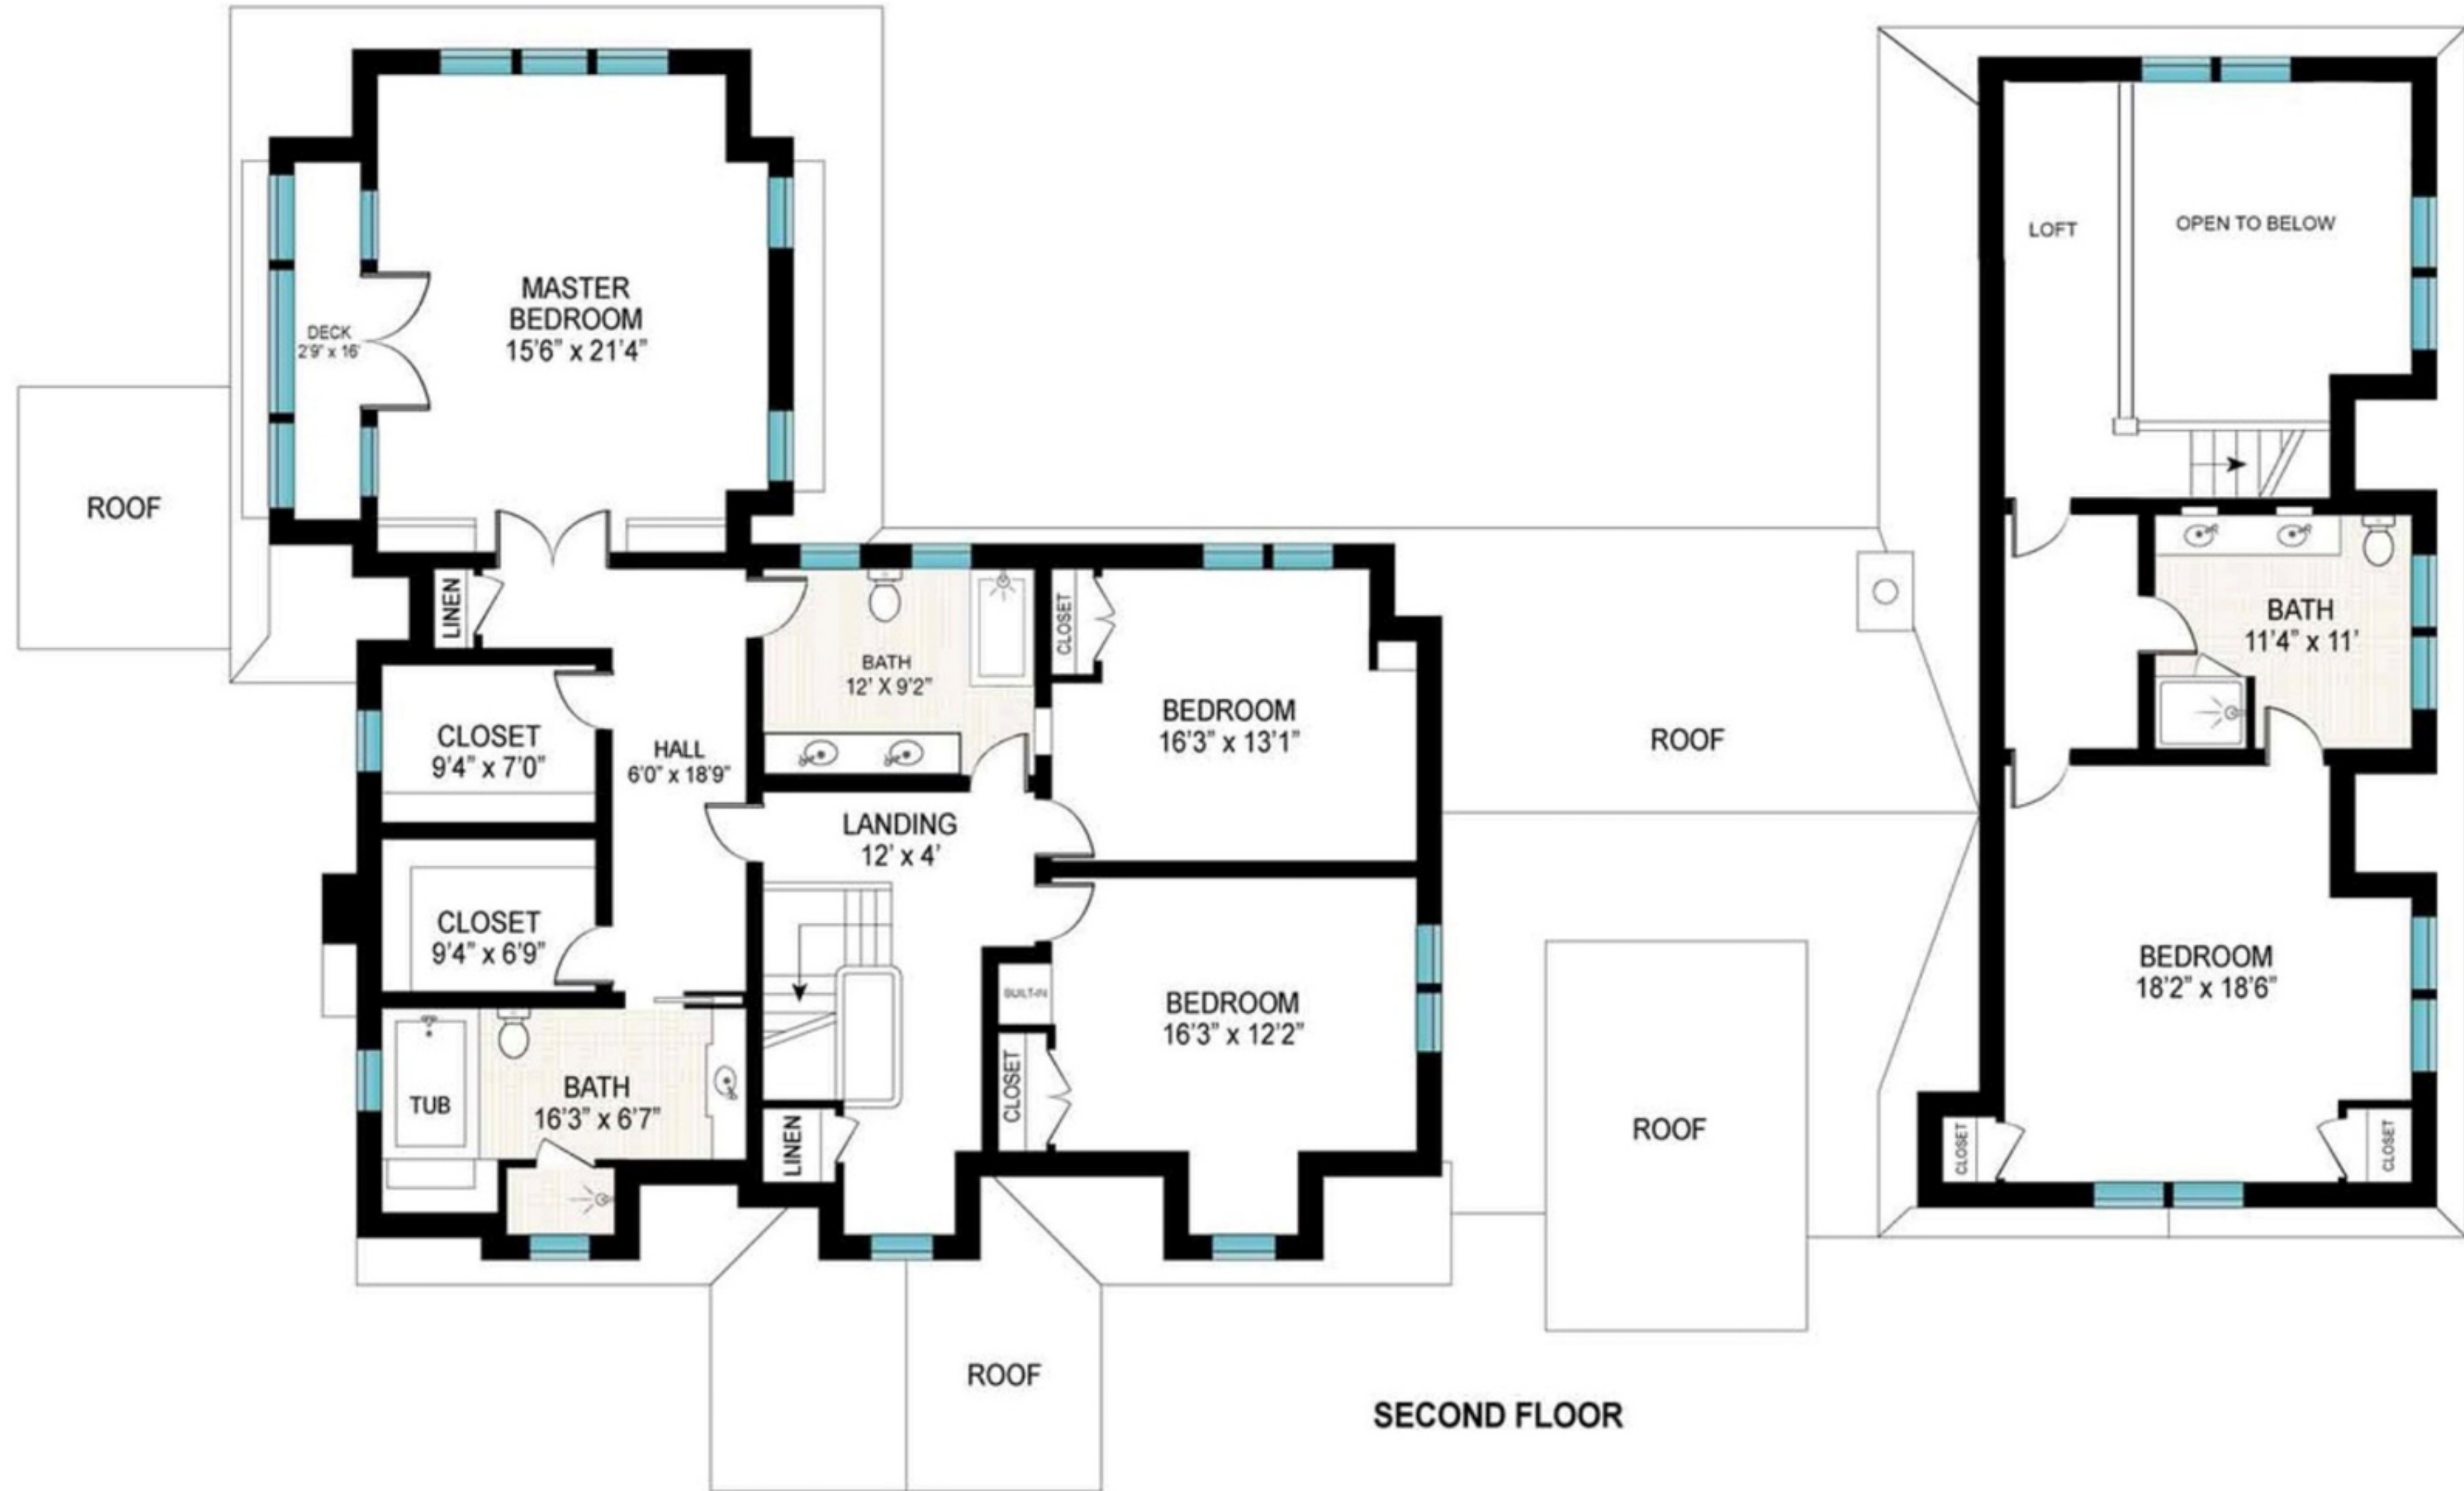 MASTER
BEDROOM
15'6" x 21'4"
DECK
2'9" x 16'
ROOF
LINEN
CLOSET
9'4" x 7'0"
HALL
6'0" x 18'9"
BATH
12' X 9'2"
CLOSET
BEDROOM
16'3" x 13'1"
LANDING
12' x 4'
CLOSET
9'4" x 6'9"
BUILT-IN
BEDROOM
16'3" x 12'2"
CLOSET
TUB
BATH
16'3" x 6'7"
LINEN
ROOF
ROOF
ROOF
LOFT
OPEN TO BELOW
BATH
11'4" x 11'
BEDROOM
18'2" x 18'6"
CLOSET
CLOSET
SECOND FLOOR